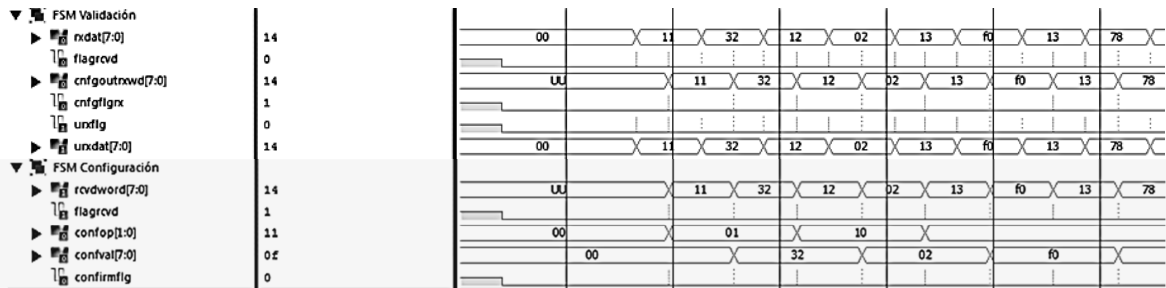 FSM Validación
rxdat[7:0] 14 00 11 32 12 02 13 f0 13 78
flagrcvd 0
cnfgoutrxwd[7:0] 14 UU 11 32 12 02 13 f0 13 78
cnfgflgrx 1
urxflg 0
urxdat[7:0] 14 00 11 32 12 02 13 f0 13 78
FSM Configuración
rcvdword[7:0] 14 UU 11 32 12 02 13 f0 13 78
flagrcvd 1
confop[1:0] 11 00 01 10
confval[7:0] 0f 00 32 02 f0
confirmflg 0